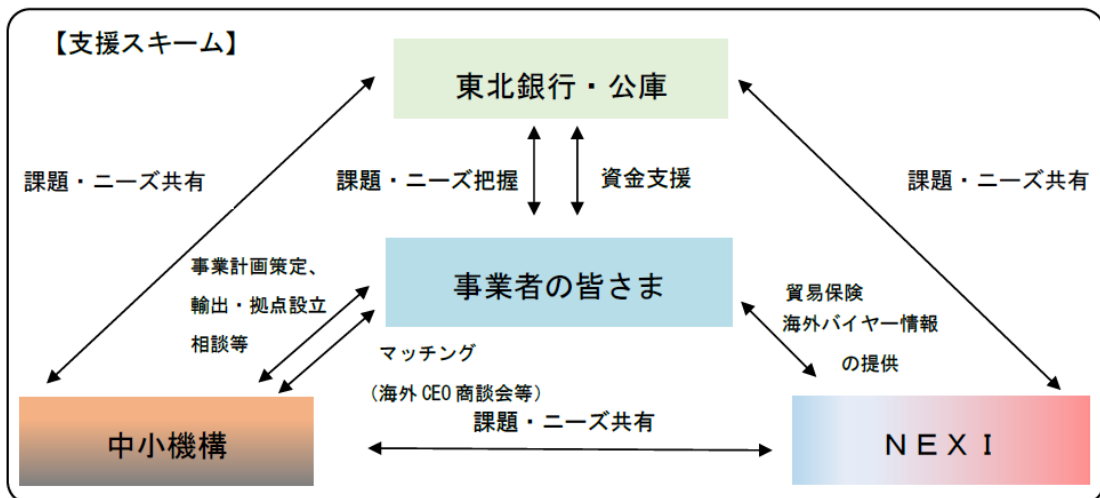 【支援スキーム】
東北銀行・公庫
課題・ニーズ共有
課題・ニーズ把握
資金支援
課題・ニーズ共有
事業者の皆さま
事業計画策定、
輸出・拠点設立
相談等
貿易保険
海外バイヤー情報
の提供
マッチング
（海外 CEO 商談会等）
課題・ニーズ共有
中小機構
ＮＥＸＩ